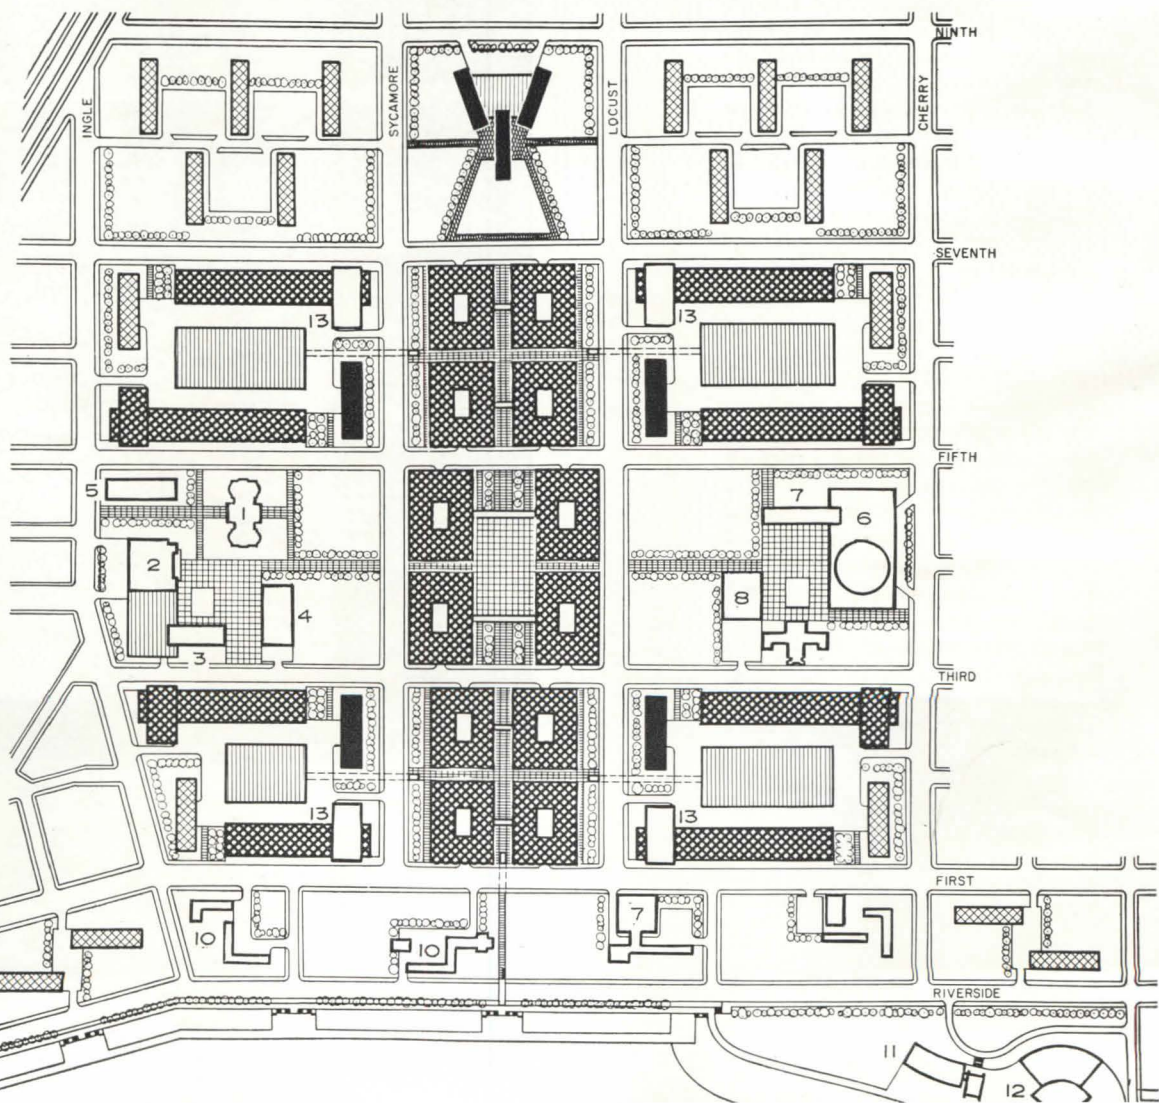 NINTH
INGLE
SYCAMORE
LOCUST
CHERRY
SEVENTH
13
13
FIFTH
5
1
7
6
2
8
4
3
THIRD
13
13
FIRST
10
10
7
RIVERSIDE
11
12